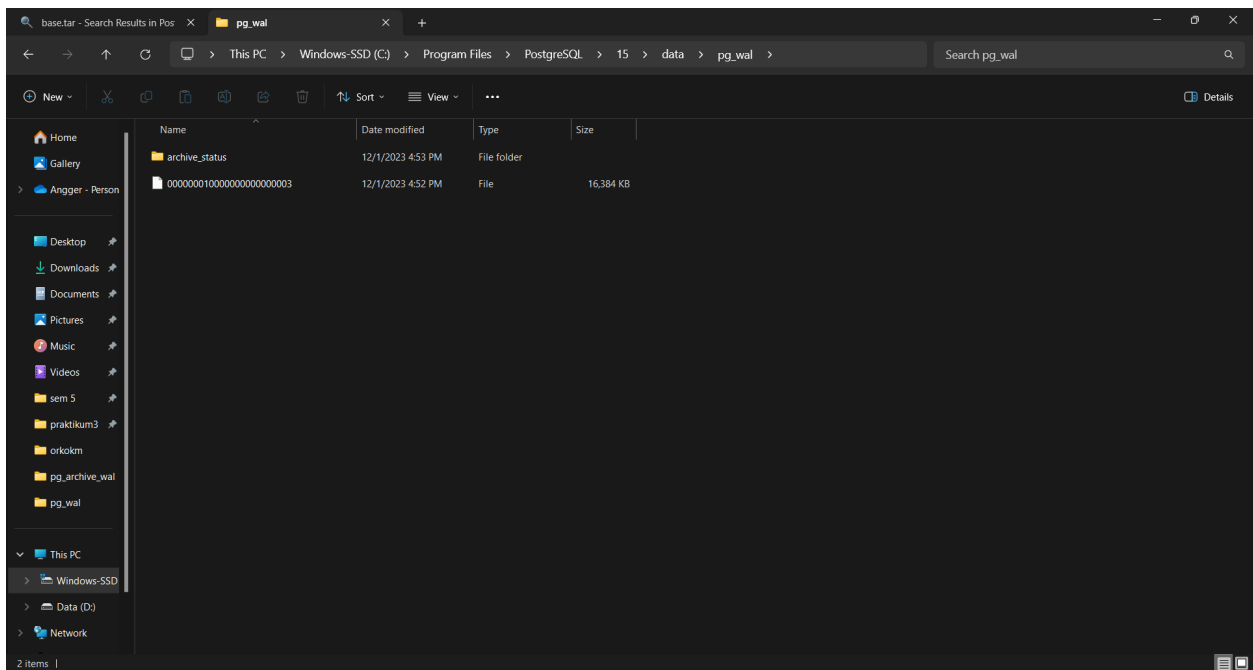 base.tar - Search Results in Pos
pg_wal
This PC > Windows-SSD (C:) > Program Files > PostgreSQL > 15 > data > pg_wal >
Search pg_wal
New
Sort
View
Details
Name Date modified Type Size
archive_status 12/1/2023 4:53 PM File folder
000000010000000000000003 12/1/2023 4:52 PM File 16,384 KB
Home
Gallery
Angger - Person
Desktop
Downloads
Documents
Pictures
Music
Videos
sem 5
praktikum3
orkokm
pg_archive_wal
pg_wal
This PC
Windows-SSD
Data (D:)
Network
2 items